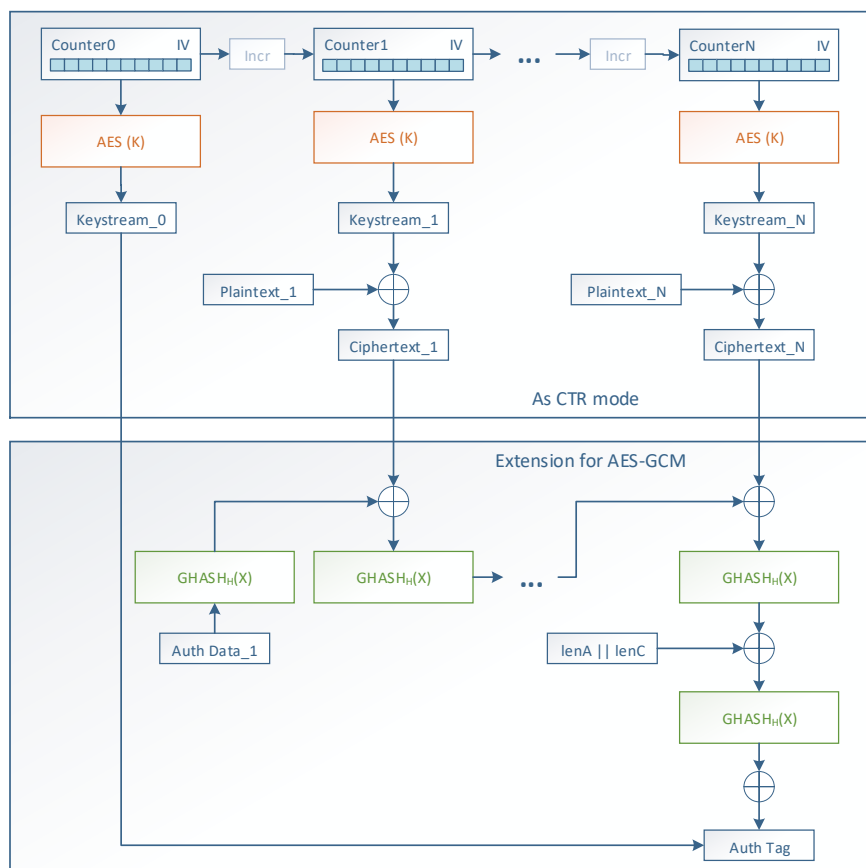 Counter0 IV
Incr
Counter1 IV
...
Incr
CounterN IV
AES (K)
AES (K)
AES (K)
Keystream_0
Keystream_1
Keystream_N
Plaintext_1
Plaintext_N
Ciphertext_1
Ciphertext_N
As CTR mode
Extension for AES-GCM
GHASHH(X)
GHASHH(X)
...
GHASHH(X)
Auth Data_1
lenA || lenC
GHASHH(X)
Auth Tag